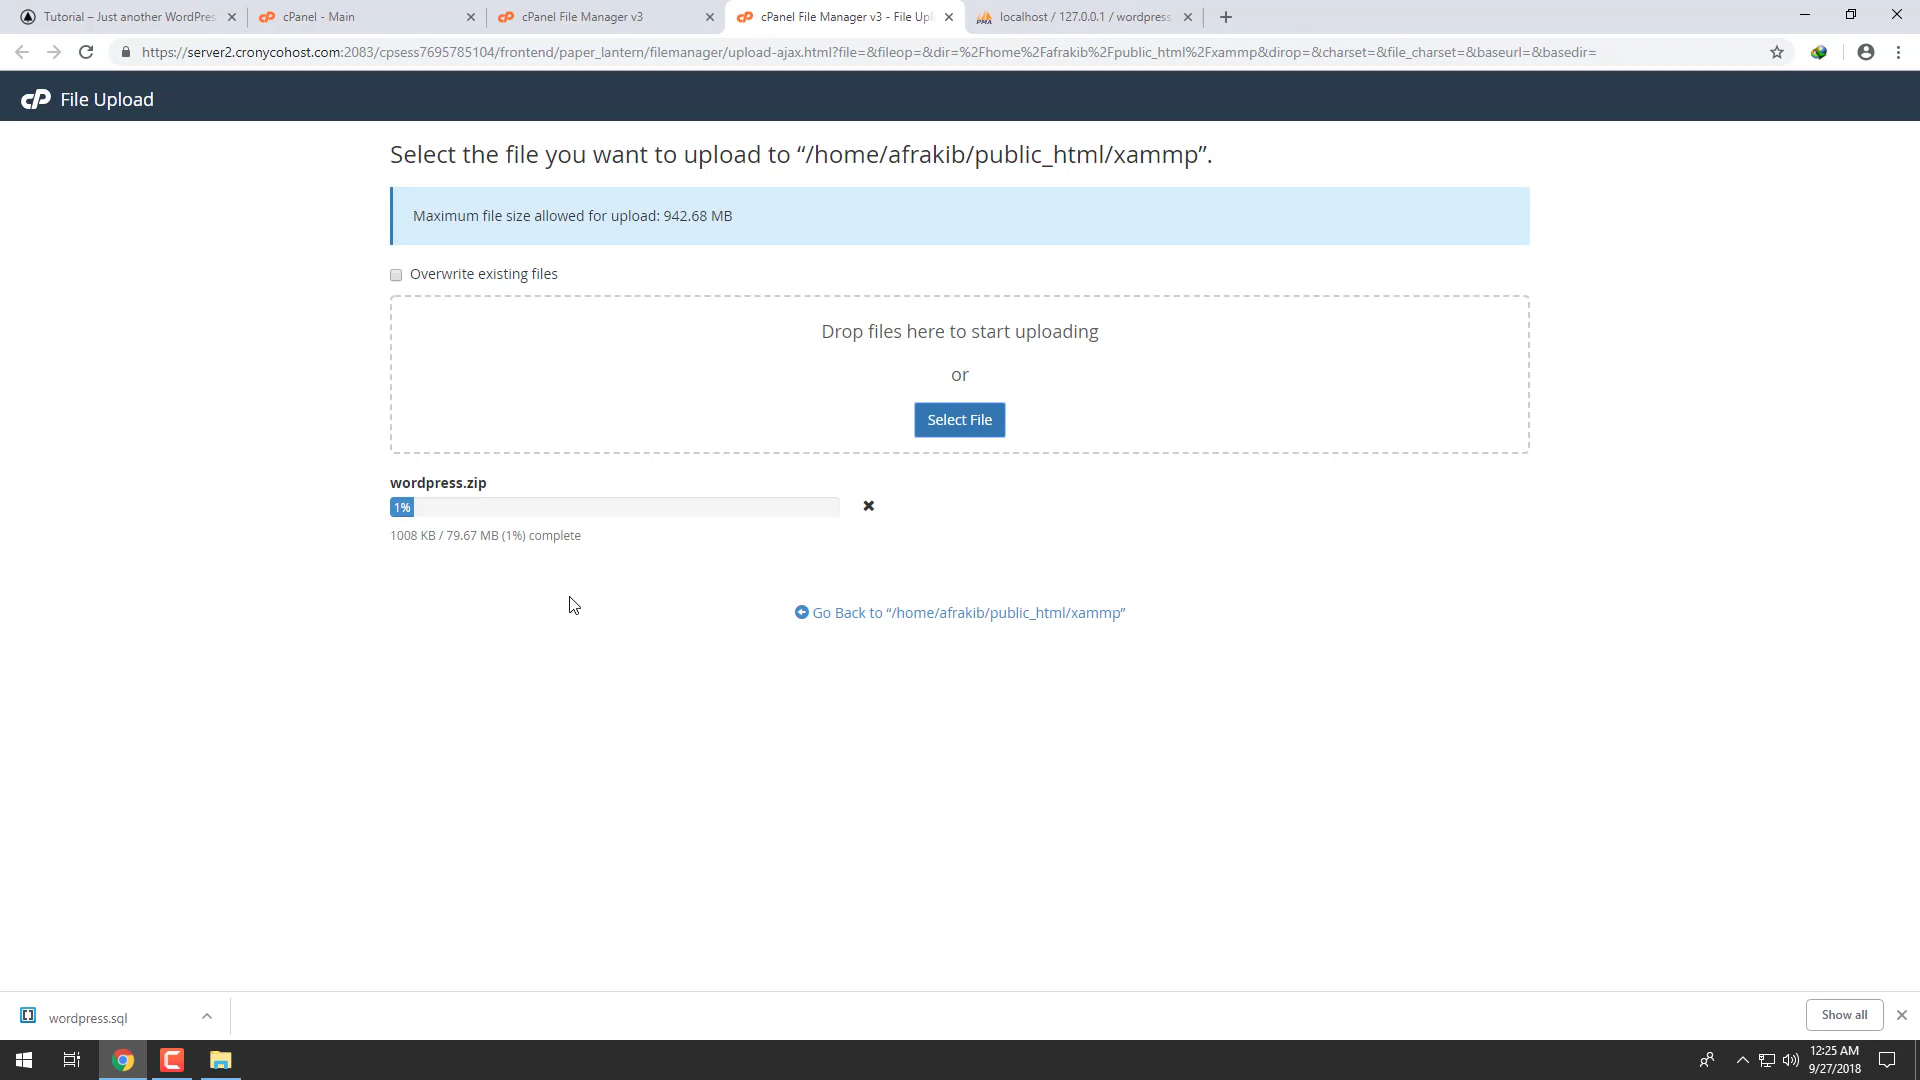 Tutorial – Just another WordPres
cPanel - Main
cPanel File Manager v3
cPanel File Manager v3 - File Upl
localhost / 127.0.0.1 / wordpress
https://server2.cronycohost.com:2083/cpsess7695785104/frontend/paper_lantern/filemanager/upload-ajax.html?file=&fileop=&dir=%2Fhome%2Fafrakib%2Fpublic_html%2Fxammp&dirop=&charset=&file_charset=&baseurl=&basedir=
cP File Upload
Select the file you want to upload to “/home/afrakib/public_html/xammp”.
Maximum file size allowed for upload: 942.68 MB
Overwrite existing files
Drop files here to start uploading
or
Select File
wordpress.zip
1%
1008 KB / 79.67 MB (1%) complete
Go Back to “/home/afrakib/public_html/xammp”
wordpress.sql
Show all
12:25 AM
9/27/2018